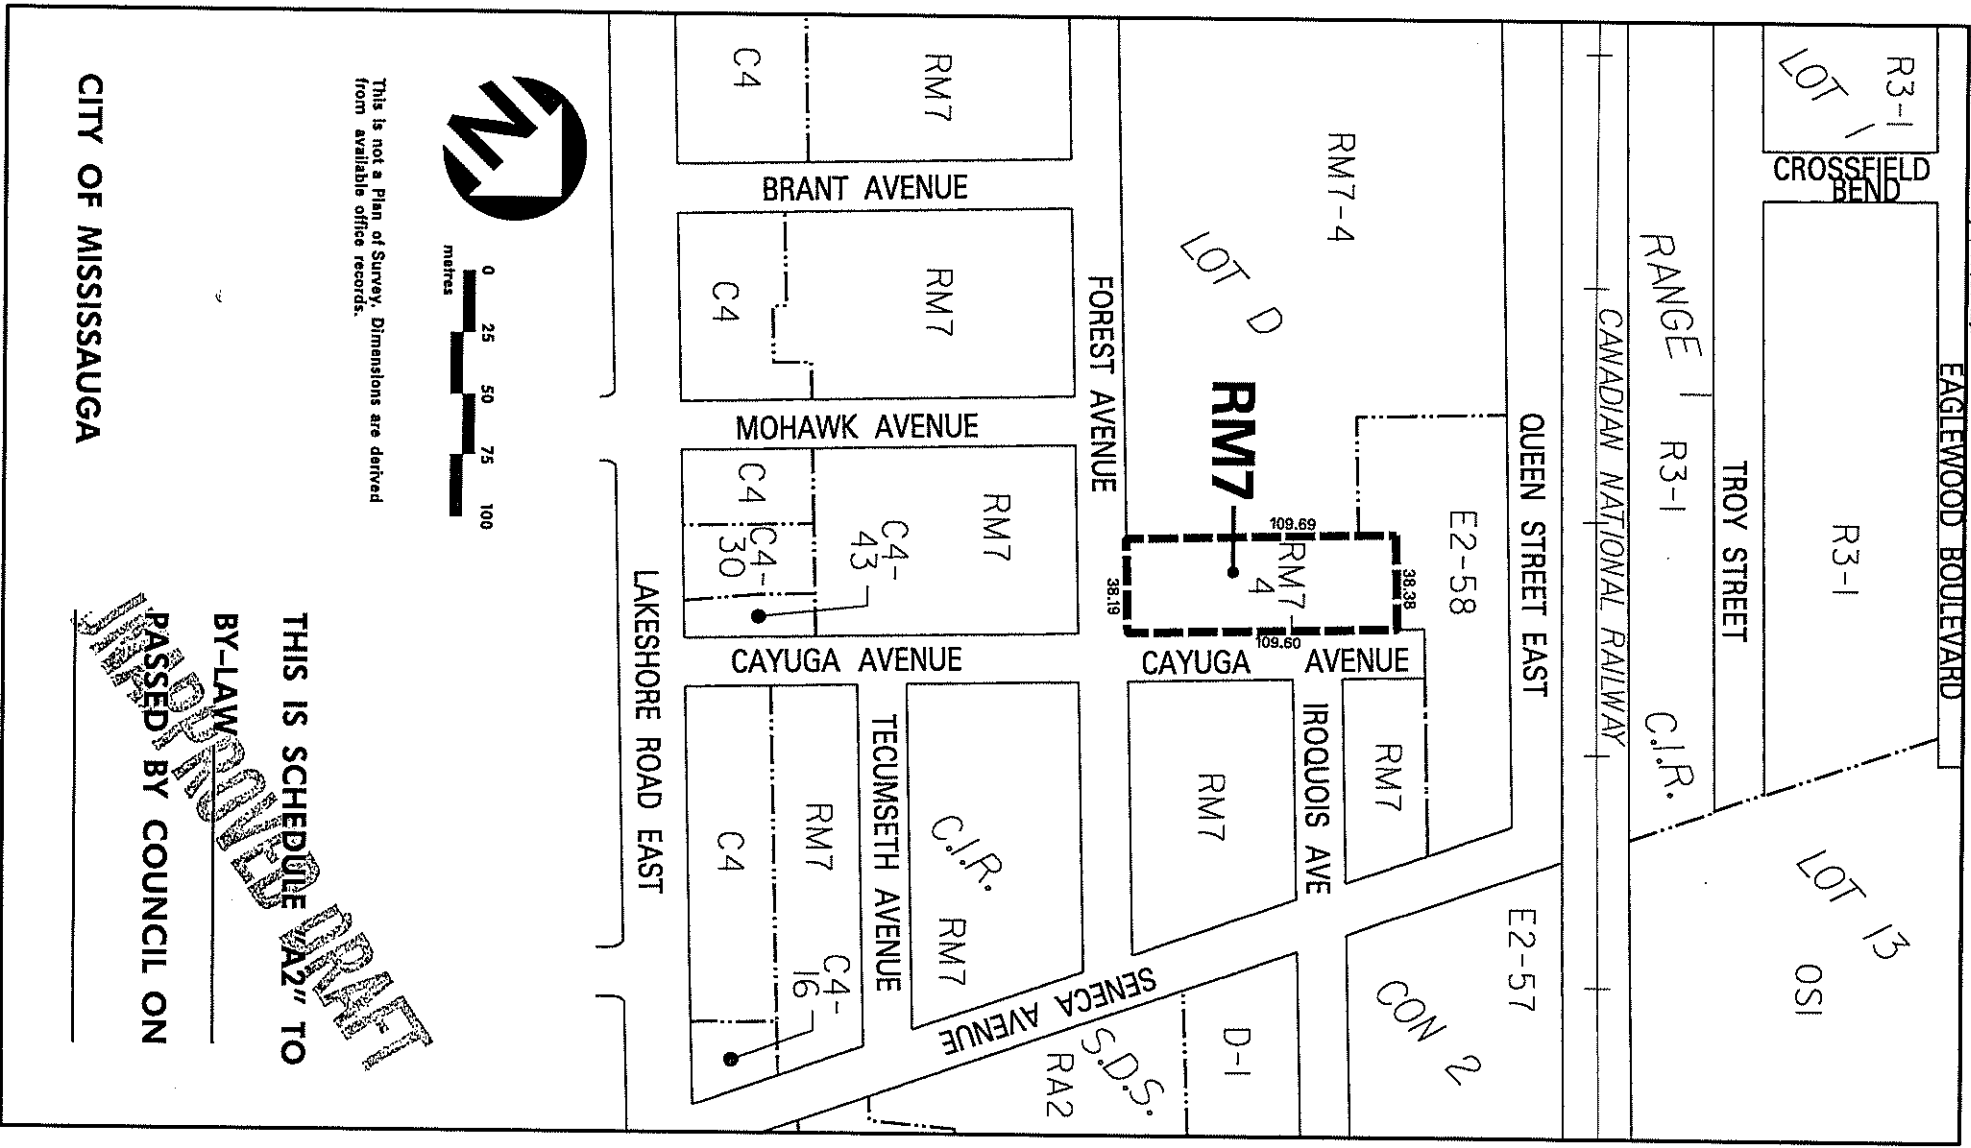 EAGLEWOOD BOULEVARD
R3-1
LOT 1
CROSSFIELD
BEND
R3-1
LOT 13
OS1
TROY STREET
RANGE 1
R3-1
C.I.R.
CANADIAN NATIONAL RAILWAY
QUEEN STREET EAST
E2-57
CON 2
RM7-4
LOT D
E2-58
RM7
109.69
38.38
RM7-
4
38.19
109.60
CAYUGA AVENUE
RM7
IROQUOIS AVE
RM7
D-1
S.D.S.
RA2
SENECA AVENUE
FOREST AVENUE
RM7
C4
BRANT AVENUE
RM7
C4
MOHAWK AVENUE
RM7
C4
C4-
30
C4-
43
CAYUGA AVENUE
C.I.R.
RM7
TECUMSETH AVENUE
RM7
C4
C4-
16
LAKESHORE ROAD EAST
N
0 25 50 75 100
metres
This is not a Plan of Survey. Dimensions are derived
from available office records.
THIS IS SCHEDULE "A2" TO
BY-LAW
PASSED BY COUNCIL ON
UNAPPROVED DRAFT
CITY OF MISSISSAUGA